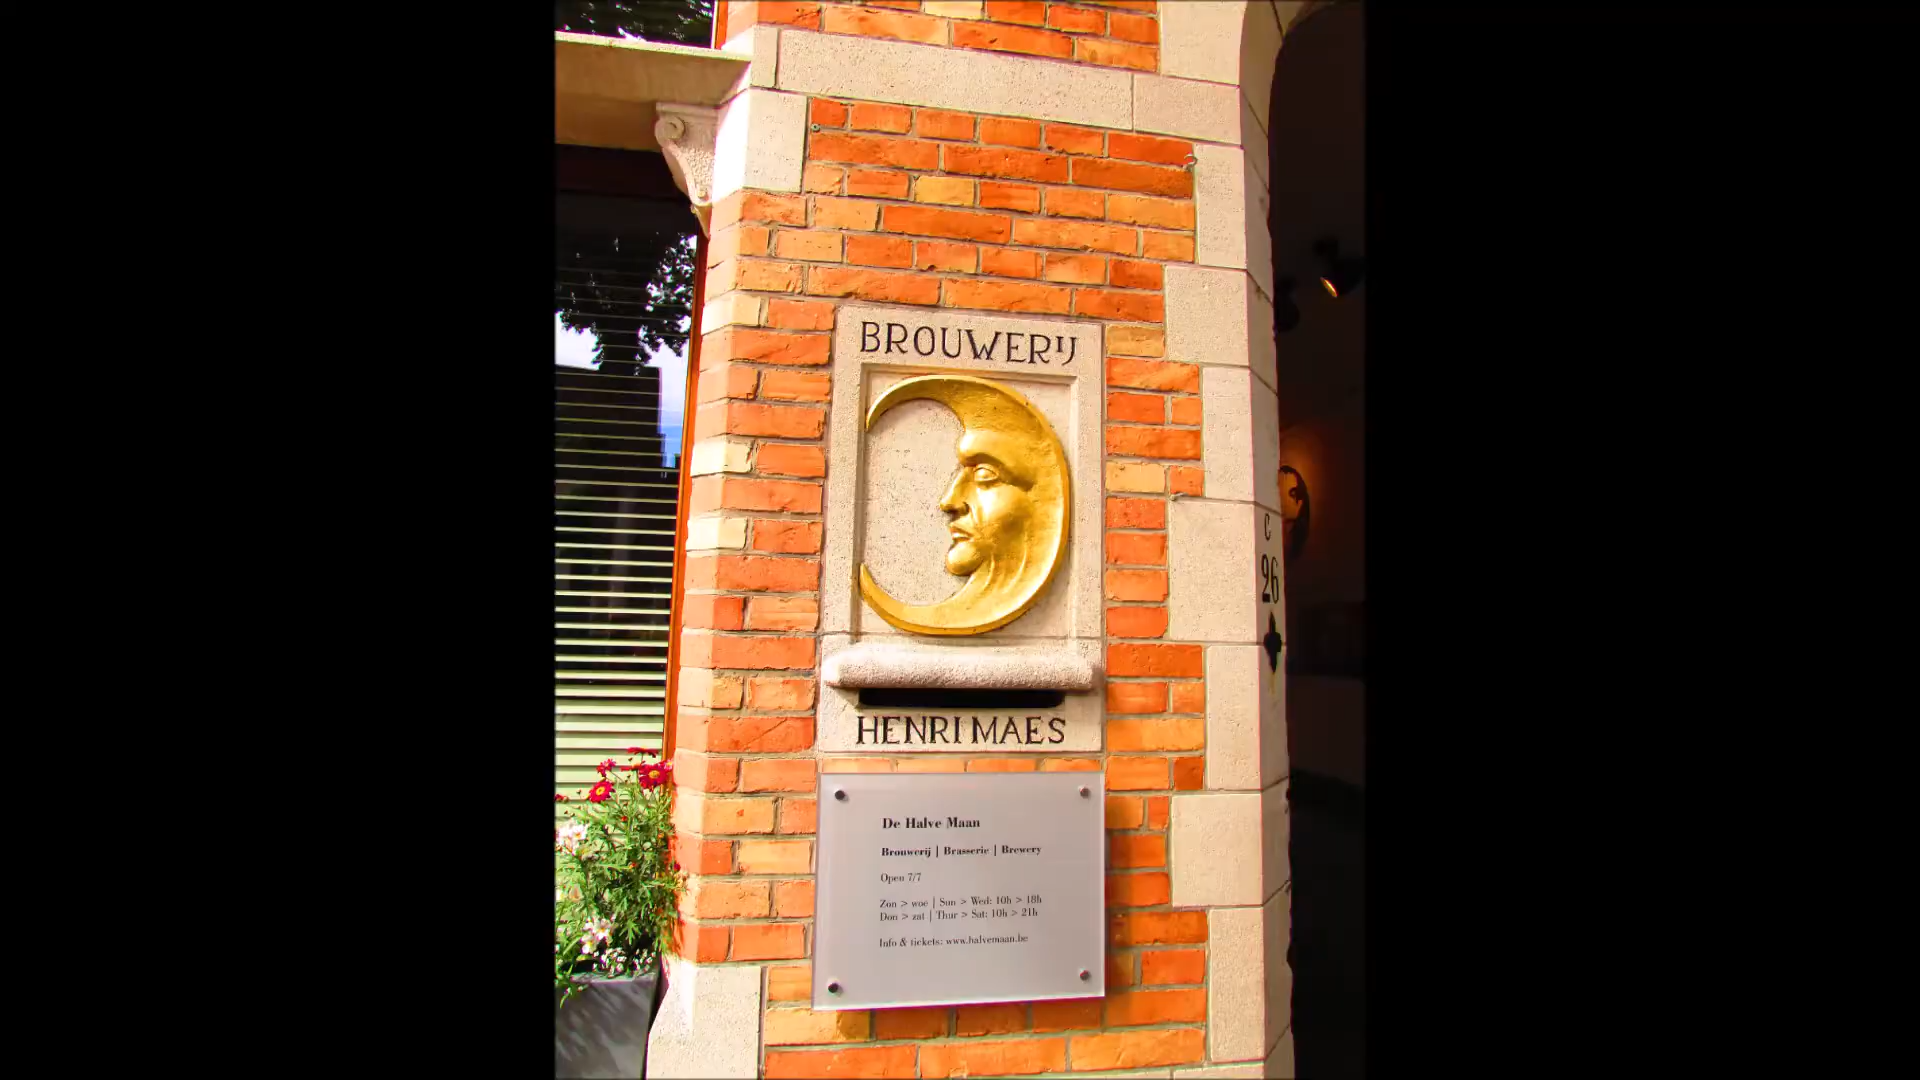 BROUWERIJ
HENRI MAES
C
26
De Halve Maan
Brouwerij | Brasserie | Brewery
Open 7/7
Zon > woe | Sun > Wed: 10h > 18h
Don > zat | Thur > Sat: 10h > 21h
Info & tickets: www.halvemaan.be